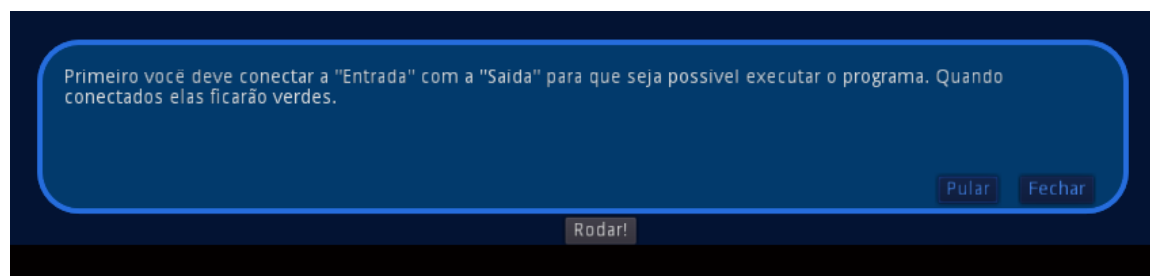 Primeiro você deve conectar a "Entrada" com a "Saida" para que seja possivel executar o programa. Quando
conectados elas ficarão verdes.
Pular Fechar
Rodar!